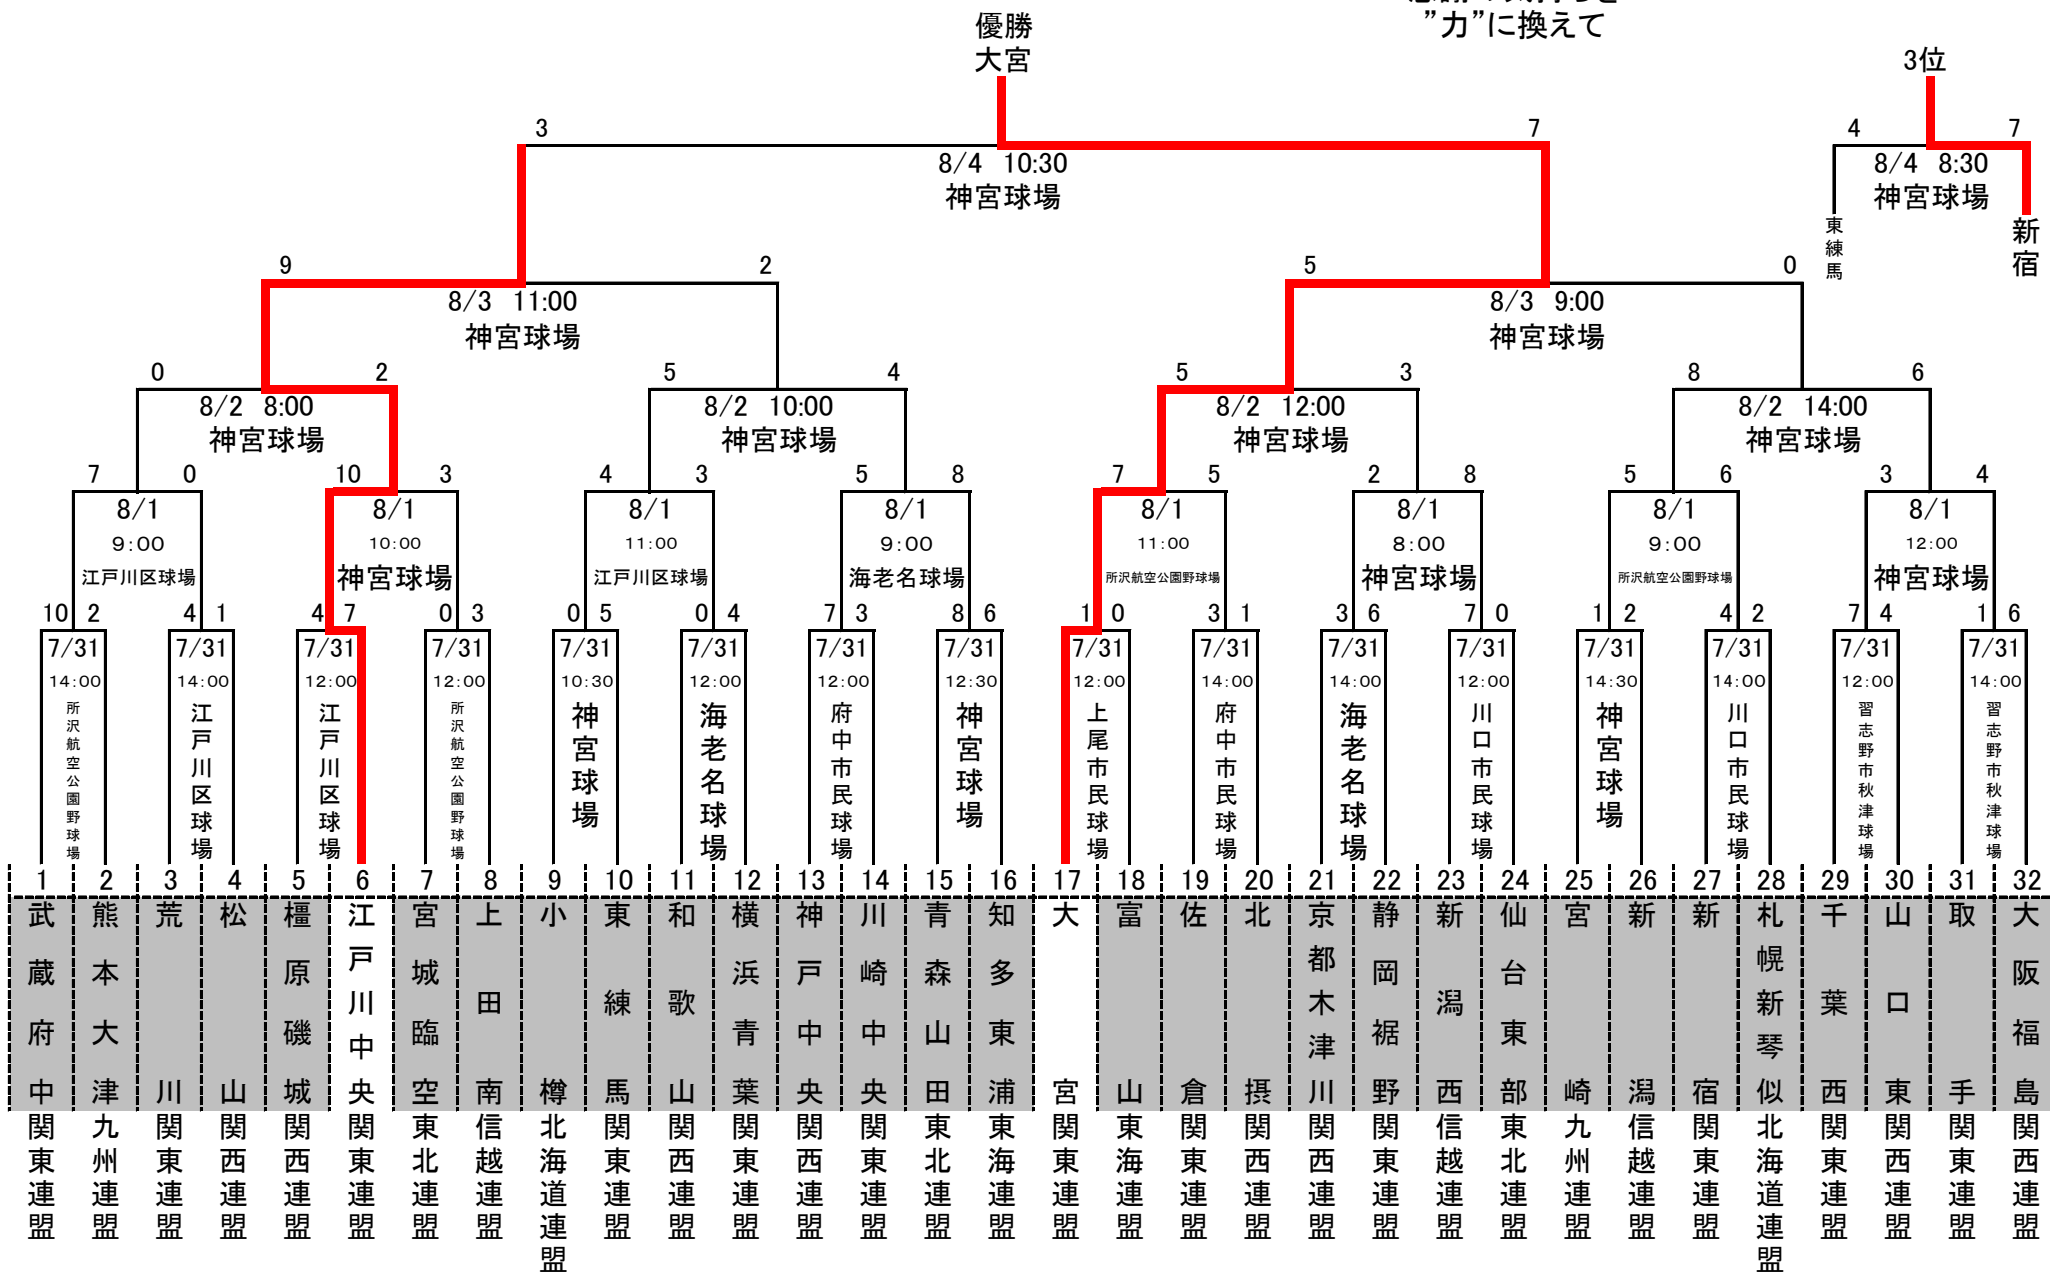 ”力”に換えて
優勝
大宮
3位
3 7
8/4 10:30
神宮球場
4 7
8/4 8:30
神宮球場
東練馬
新宿
9 2
8/3 11:00
神宮球場
5 0
8/3 9:00
神宮球場
0 2
8/2 8:00
神宮球場
5 4
8/2 10:00
神宮球場
5 3
8/2 12:00
神宮球場
8 6
8/2 14:00
神宮球場
7 0
8/1
9:00
江戸川区球場
10 3
8/1
10:00
神宮球場
4 3
8/1
11:00
江戸川区球場
5 8
8/1
9:00
海老名球場
7 5
8/1
11:00
所沢航空公園野球場
2 8
8/1
8:00
神宮球場
5 6
8/1
9:00
所沢航空公園野球場
3 4
8/1
12:00
神宮球場
10 2
7/31
14:00
所沢航空公園野球場
4 1
7/31
14:00
江戸川区球場
4 7
7/31
12:00
江戸川区球場
0 3
7/31
12:00
所沢航空公園野球場
0 5
7/31
10:30
神宮球場
0 4
7/31
12:00
海老名球場
7 3
7/31
12:00
府中市民球場
8 6
7/31
12:30
神宮球場
1 0
7/31
12:00
上尾市民球場
3 1
7/31
14:00
府中市民球場
3 6
7/31
14:00
海老名球場
7 0
7/31
12:00
川口市民球場
1 2
7/31
14:30
神宮球場
4 2
7/31
14:00
川口市民球場
7 4
7/31
12:00
習志野市秋津球場
1 6
7/31
14:00
習志野市秋津球場
1 武蔵府中 関東連盟
2 熊本大津 九州連盟
3 荒川 関東連盟
4 松山 関西連盟
5 橿原磯城 関西連盟
6 江戸川中央 関東連盟
7 宮城臨空 東北連盟
8 上田南 信越連盟
9 小樽 北海道連盟
10 東練馬 関東連盟
11 和歌山 関西連盟
12 横浜青葉 関東連盟
13 神戸中央 関西連盟
14 川崎中央 関東連盟
15 青森山田 東北連盟
16 知多東浦 東海連盟
17 大宮 関東連盟
18 富山 東海連盟
19 佐倉 関東連盟
20 北摂 関西連盟
21 京都木津川 関西連盟
22 静岡裾野 関東連盟
23 新潟西 信越連盟
24 仙台東部 東北連盟
25 宮崎 九州連盟
26 新潟 信越連盟
27 新宿 関東連盟
28 札幌新琴似 北海道連盟
29 千葉西 関東連盟
30 山口東 関西連盟
31 取手 関東連盟
32 大阪福島 関西連盟